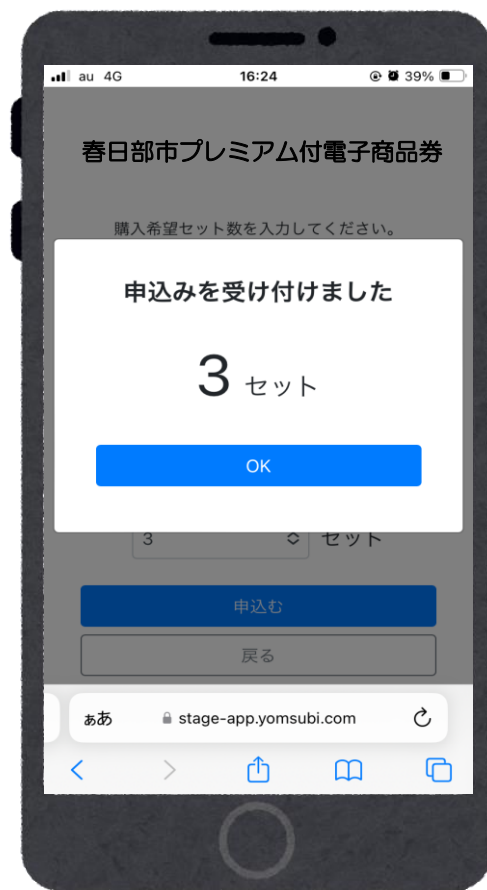 au 4G 16:24 39%
春日部市プレミアム付電子商品券
購入希望セット数を入力してください。
申込みを受け付けました
3 セット
OK
3 セット
申込む
戻る
ぁあ stage-app.yomsubi.com